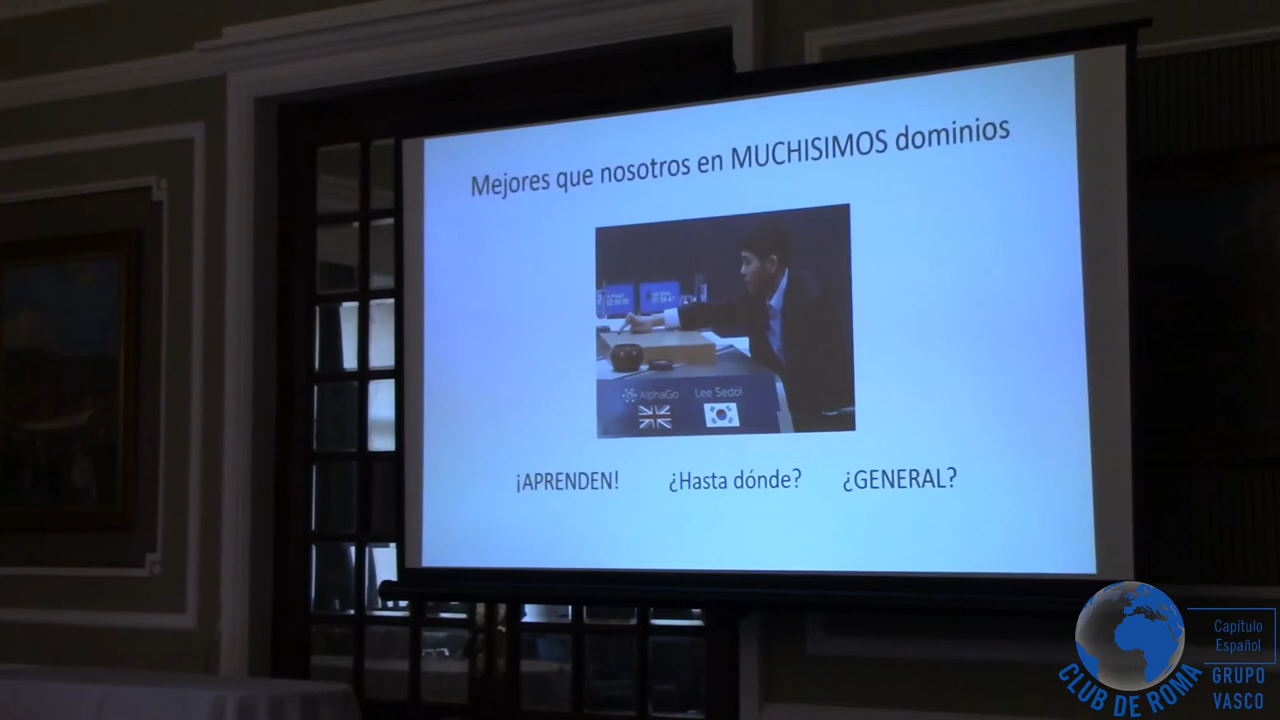 Mejores que nosotros en MUCHISIMOS dominios
AlphaGo
Lee Sedol
¡APRENDEN!
¿Hasta dónde?
¿GENERAL?
Capítulo
Español
GRUPO
VASCO
CLUB DE ROMA